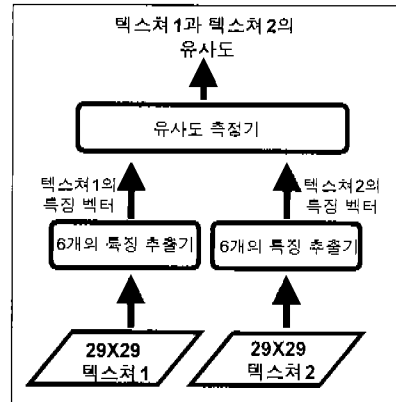 텍스쳐1과 텍스쳐2의
유사도
유사도 측정기
텍스쳐1의
특징 벡터
텍스쳐2의
특징 벡터
6개의 특징 추출기
6개의 특징 추출기
29X29
텍스쳐1
29X29
텍스쳐2